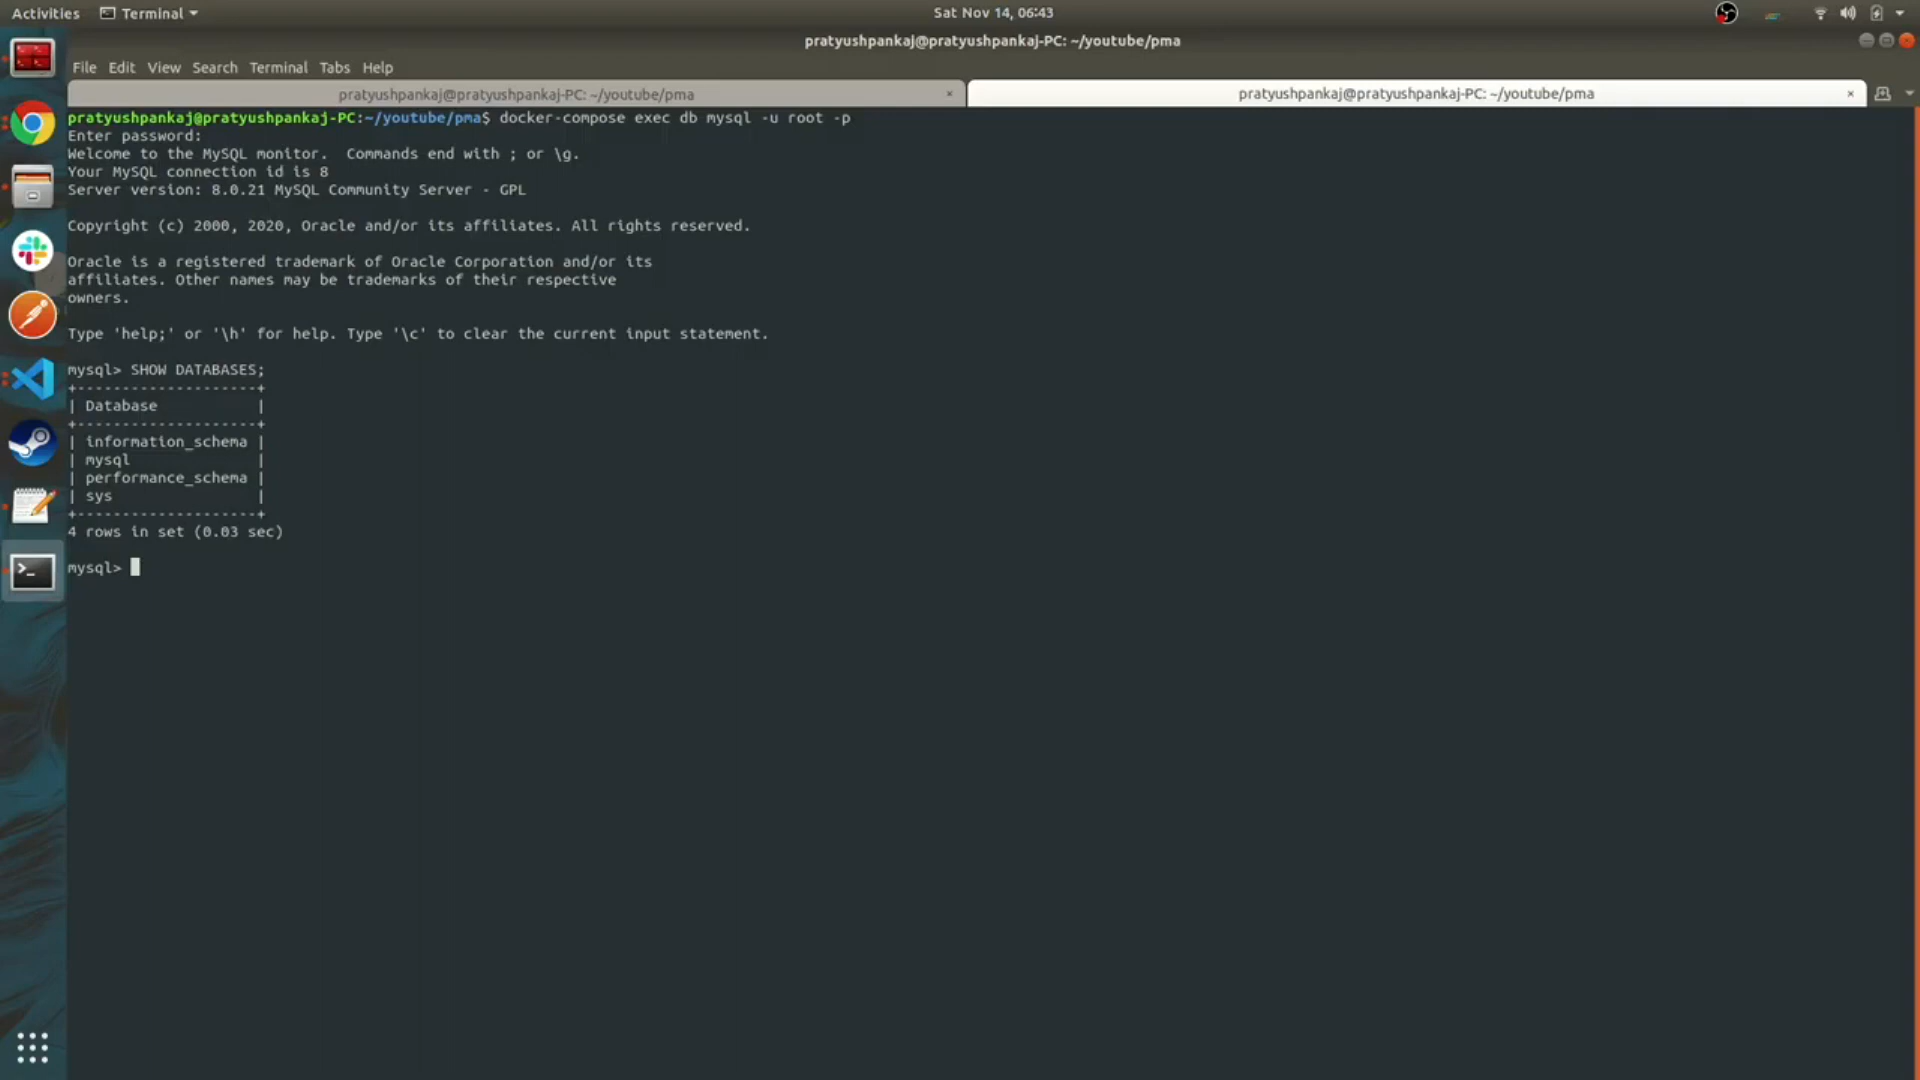 Activities
Terminal
Sat Nov 14, 06:43
pratyushpankaj@pratyushpankaj-PC: ~/youtube/pma
File Edit View Search Terminal Tabs Help
pratyushpankaj@pratyushpankaj-PC: ~/youtube/pma
pratyushpankaj@pratyushpankaj-PC: ~/youtube/pma
pratyushpankaj@pratyushpankaj-PC:~/youtube/pma$ docker-compose exec db mysql -u root -p
Enter password:
Welcome to the MySQL monitor.  Commands end with ; or \g.
Your MySQL connection id is 8
Server version: 8.0.21 MySQL Community Server - GPL
Copyright (c) 2000, 2020, Oracle and/or its affiliates. All rights reserved.
Oracle is a registered trademark of Oracle Corporation and/or its
affiliates. Other names may be trademarks of their respective
owners.
Type 'help;' or '\h' for help. Type '\c' to clear the current input statement.
mysql> SHOW DATABASES;
+--------------------+
| Database           |
+--------------------+
| information_schema |
| mysql              |
| performance_schema |
| sys                |
+--------------------+
4 rows in set (0.03 sec)
mysql>